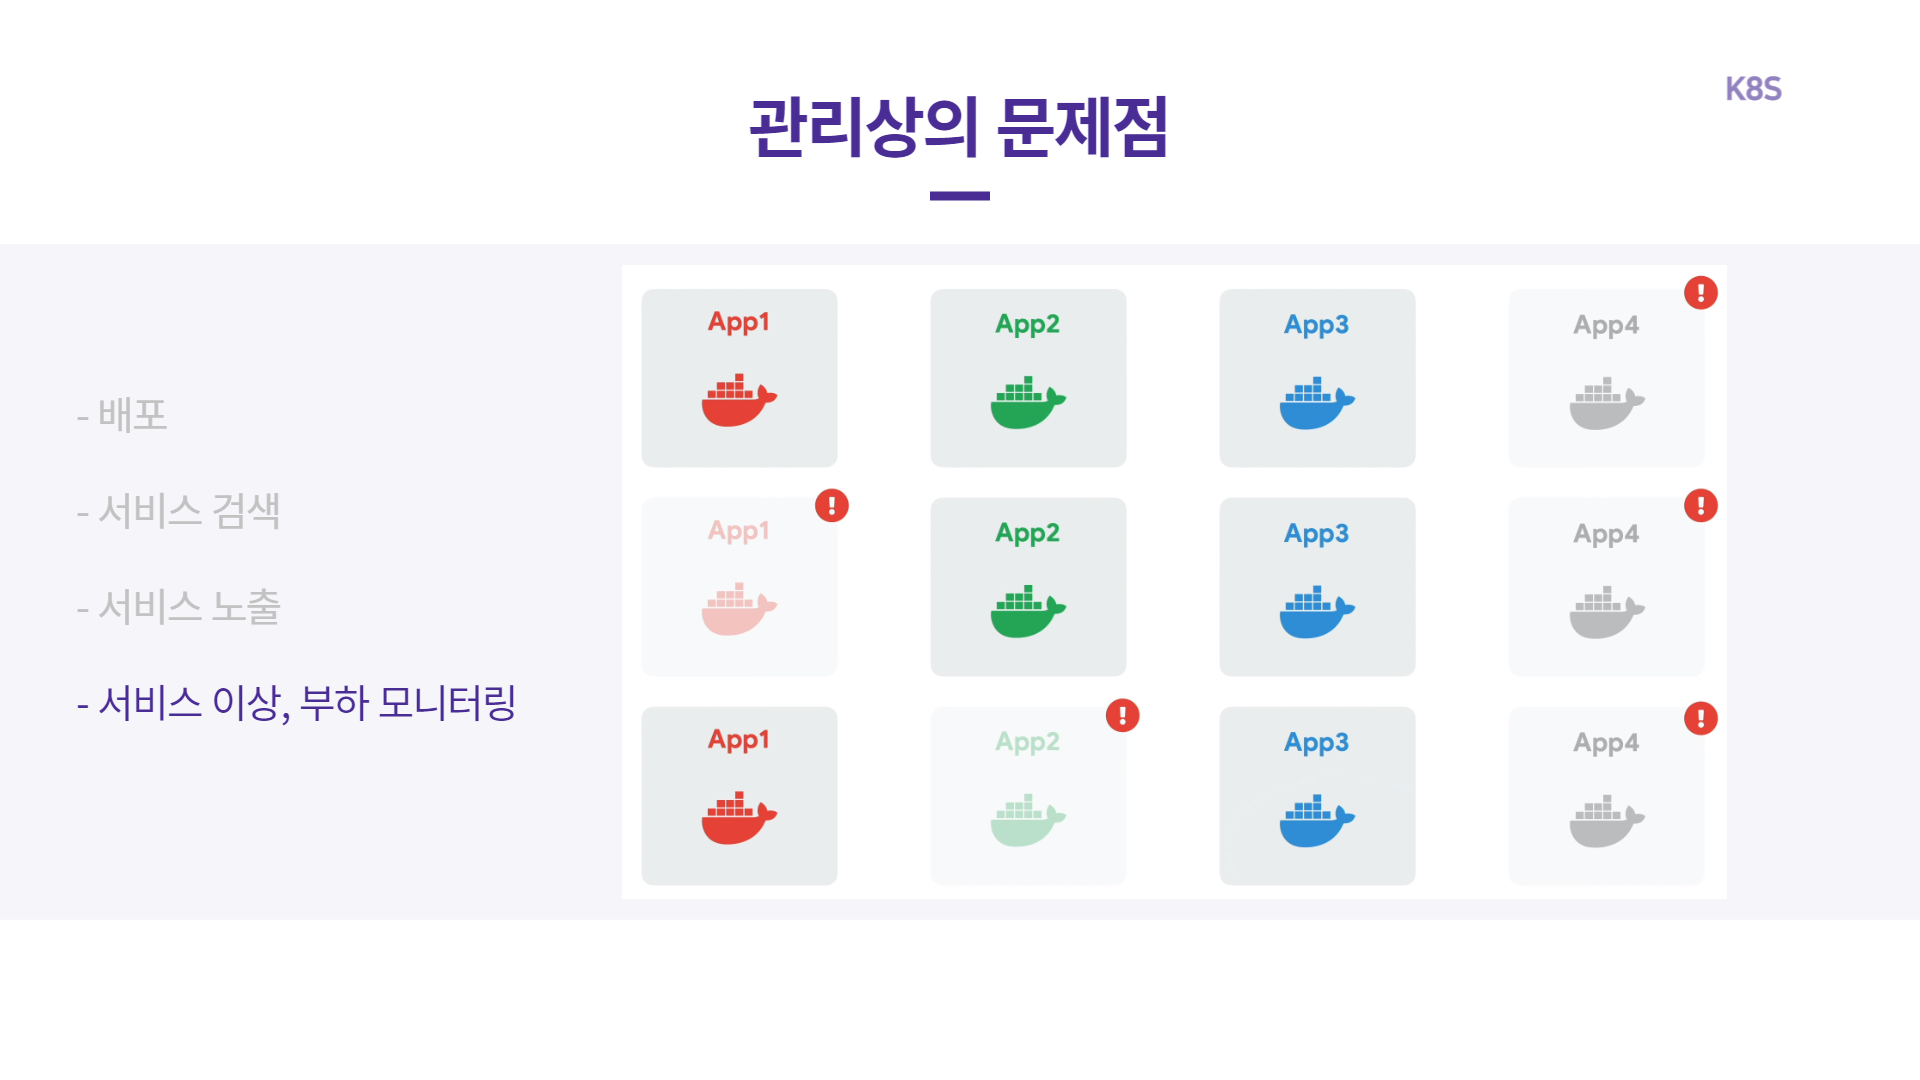 K8S
관리상의 문제점
- 배포
- 서비스 검색
- 서비스 노출
- 서비스 이상, 부하 모니터링
App1 App2 App3 App4
App1 App2 App3 App4
App1 App2 App3 App4